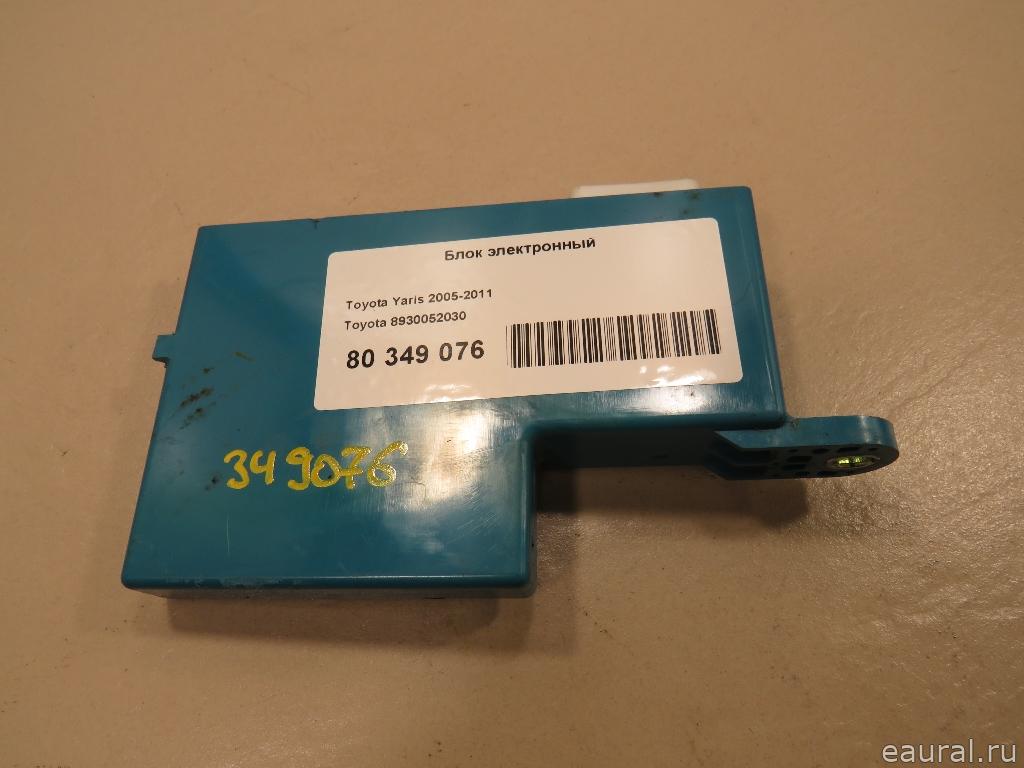 Блок электронный
Toyota Yaris 2005-2011
Toyota 8930052030
80 349 076
349076
eaural.ru